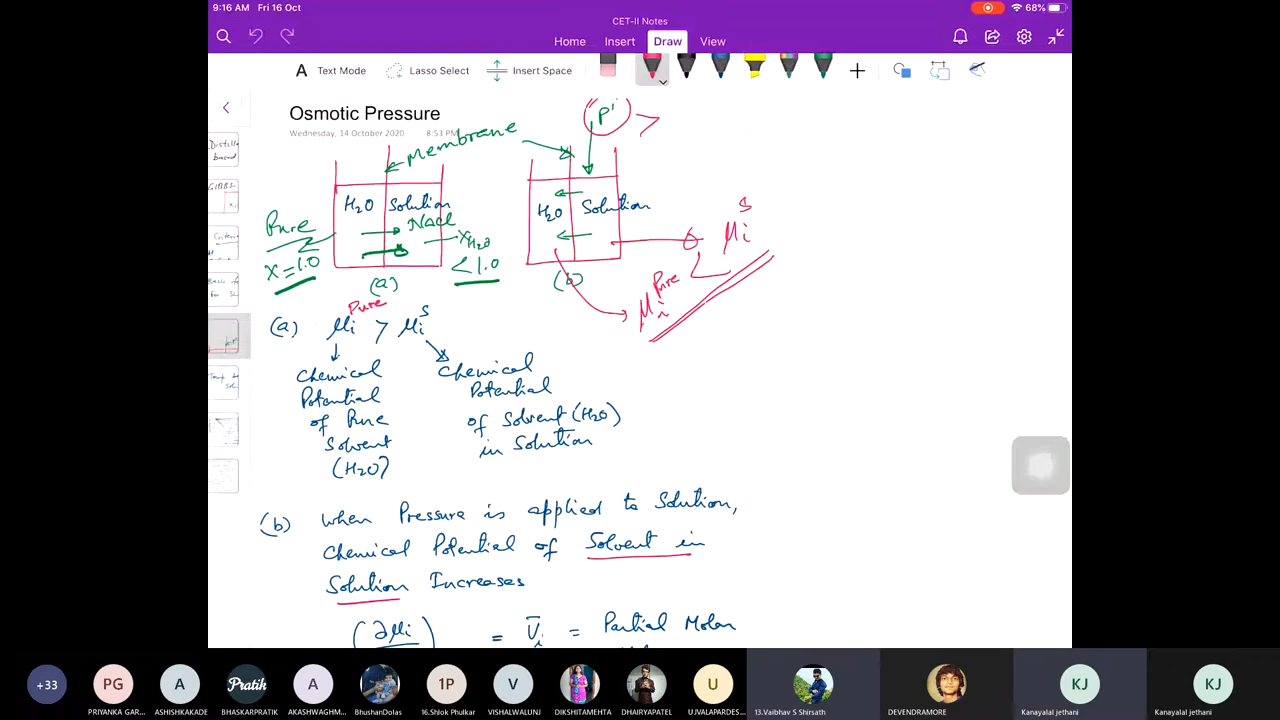 9:16 AM Fri 16 Oct
68%
CET-II Notes
Home Insert Draw View
A Text Mode Lasso Select Insert Space
Osmotic Pressure
Wednesday, 14 October 2020 8:53 PM
P' >
Membrane
H₂O Solution
H₂O Solution
Pure
NaCl
x=1.0
x H₂O
<1.0
(a)
(b)
μi s
μi Pure
(a) μi Pure > μi s
Chemical Potential of Pure Solvent (H₂O)
Chemical Potential of Solvent (H₂O) in Solution
(b) When Pressure is applied to Solution,
Chemical Potential of Solvent in
Solution Increases
(∂μi) = V̄i = Partial Molar
+33
PG
A
Pratik
A
1P
V
U
KJ
KJ
PRIYANKA GAR...
ASHISHKAKADE
BHASKARPRATIK
AKASHWAGHM...
BhushanDolas
16.Shlok Phulkar
VISHALWALUNJ
DIKSHITAMEHTA
DHAIRYAPATEL
UJVALAPARDES...
13.Vaibhav S Shirsath
DEVENDRAMORE
Kanayalal jethani
Kanayalal jethani